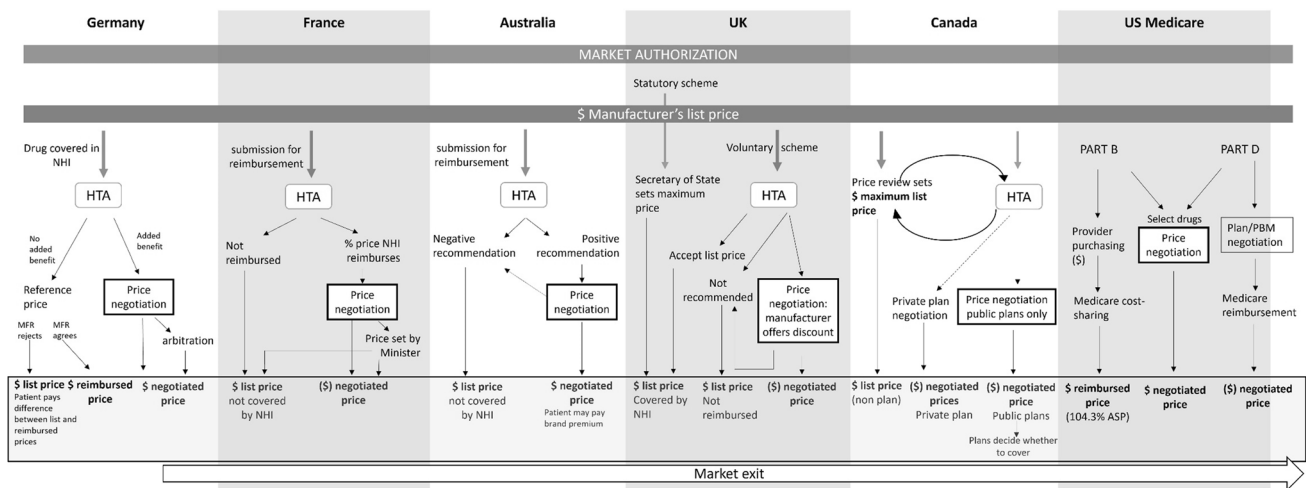 Germany
France
Australia
UK
Canada
US Medicare
MARKET AUTHORIZATION
Statutory scheme
$ Manufacturer's list price
Drug covered in
NHI
HTA
No
added
benefit
Added
benefit
Reference
price
Price
negotiation
MFR
rejects
MFR
agrees
arbitration
$ list price
Patient pays
difference
between list and
reimbursed
prices
$ reimbursed
price
$ negotiated
price
submission for
reimbursement
HTA
Not
reimbursed
% price NHI
reimburses
Price
negotiation
Price set by
Minister
$ list price
not covered
by NHI
($) negotiated
price
submission for
reimbursement
HTA
Negative
recommendation
Positive
recommendation
Price
negotiation
$ list price
not covered
by NHI
$ negotiated
price
Patient may pay
brand premium
Voluntary scheme
Secretary of State
sets maximum
price
HTA
Accept list price
Not
recommended
Price
negotiation:
manufacturer
offers discount
$ list price
Covered by
NHI
$ list price
Not
reimbursed
($) negotiated
price
Price review sets
$ maximum list
price
HTA
Private plan
negotiation
Price negotiation
public plans only
$ list price
(non plan)
($) negotiated
prices
Private plan
($) negotiated
price
Public plans
Plans decide whether
to cover
PART B
PART D
Select drugs
Price
negotiation
Provider
purchasing
($)
Plan/PBM
negotiation
Medicare cost-
sharing
Medicare
reimbursement
$ reimbursed
price
(104.3% ASP)
$ negotiated
price
($) negotiated
price
Market exit